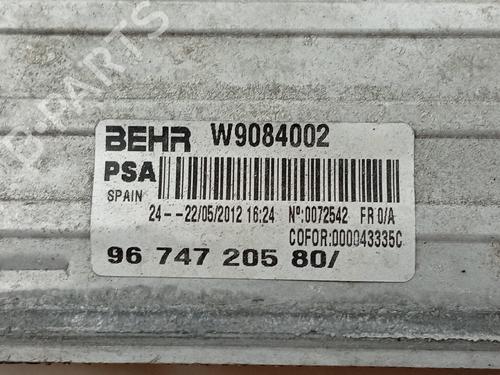 B-PARTS
BEHR W9084002
PSA
SPAIN
24--22/05/2012 16:24 Nº:0072542 FR 0/A
COFOR:000043335C
96 747 205 80/